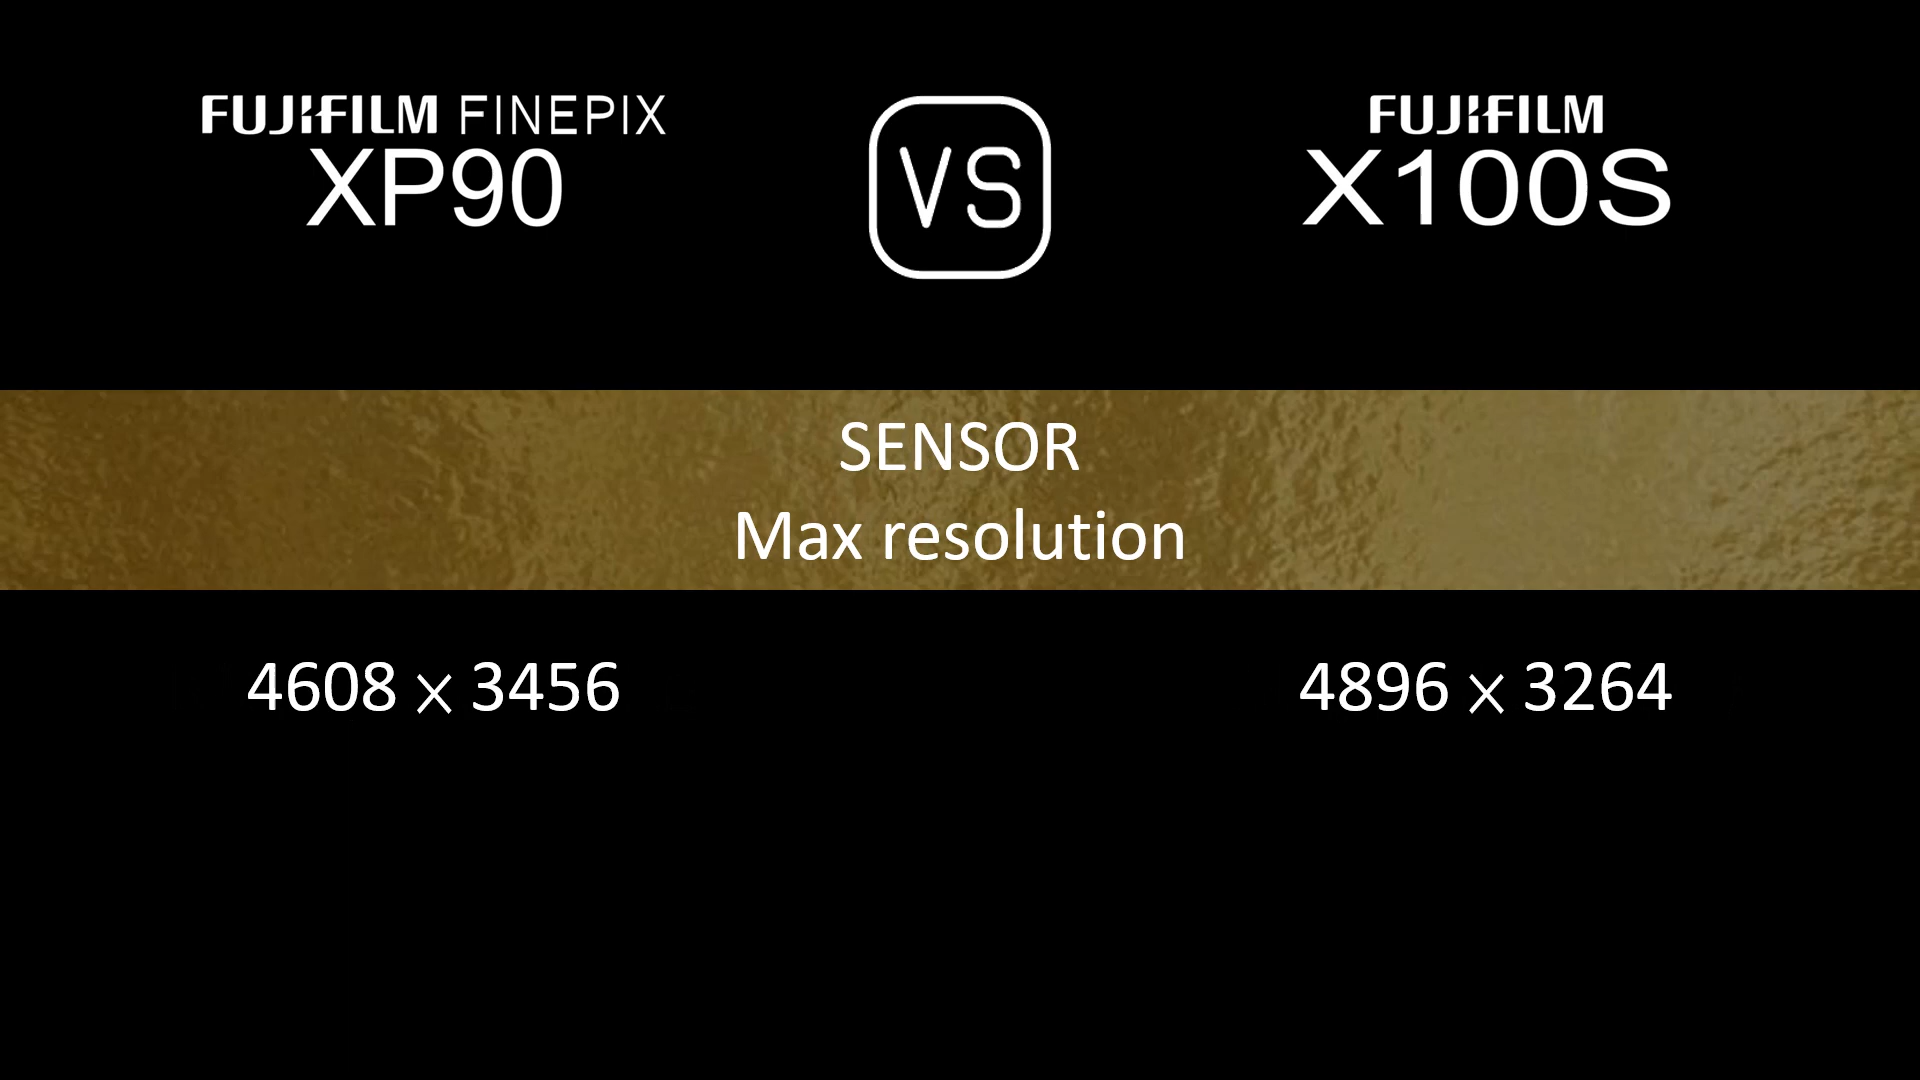 FUJIFILM FINEPIX
XP90
VS
FUJIFILM
X100S
SENSOR
Max resolution
4608 x 3456
4896 x 3264